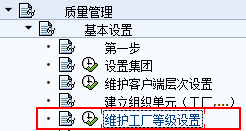 质量管理
基本设置
第一步
设置集团
维护客户端层次设置
建立组织单元（工厂,...）
维护工厂等级设置